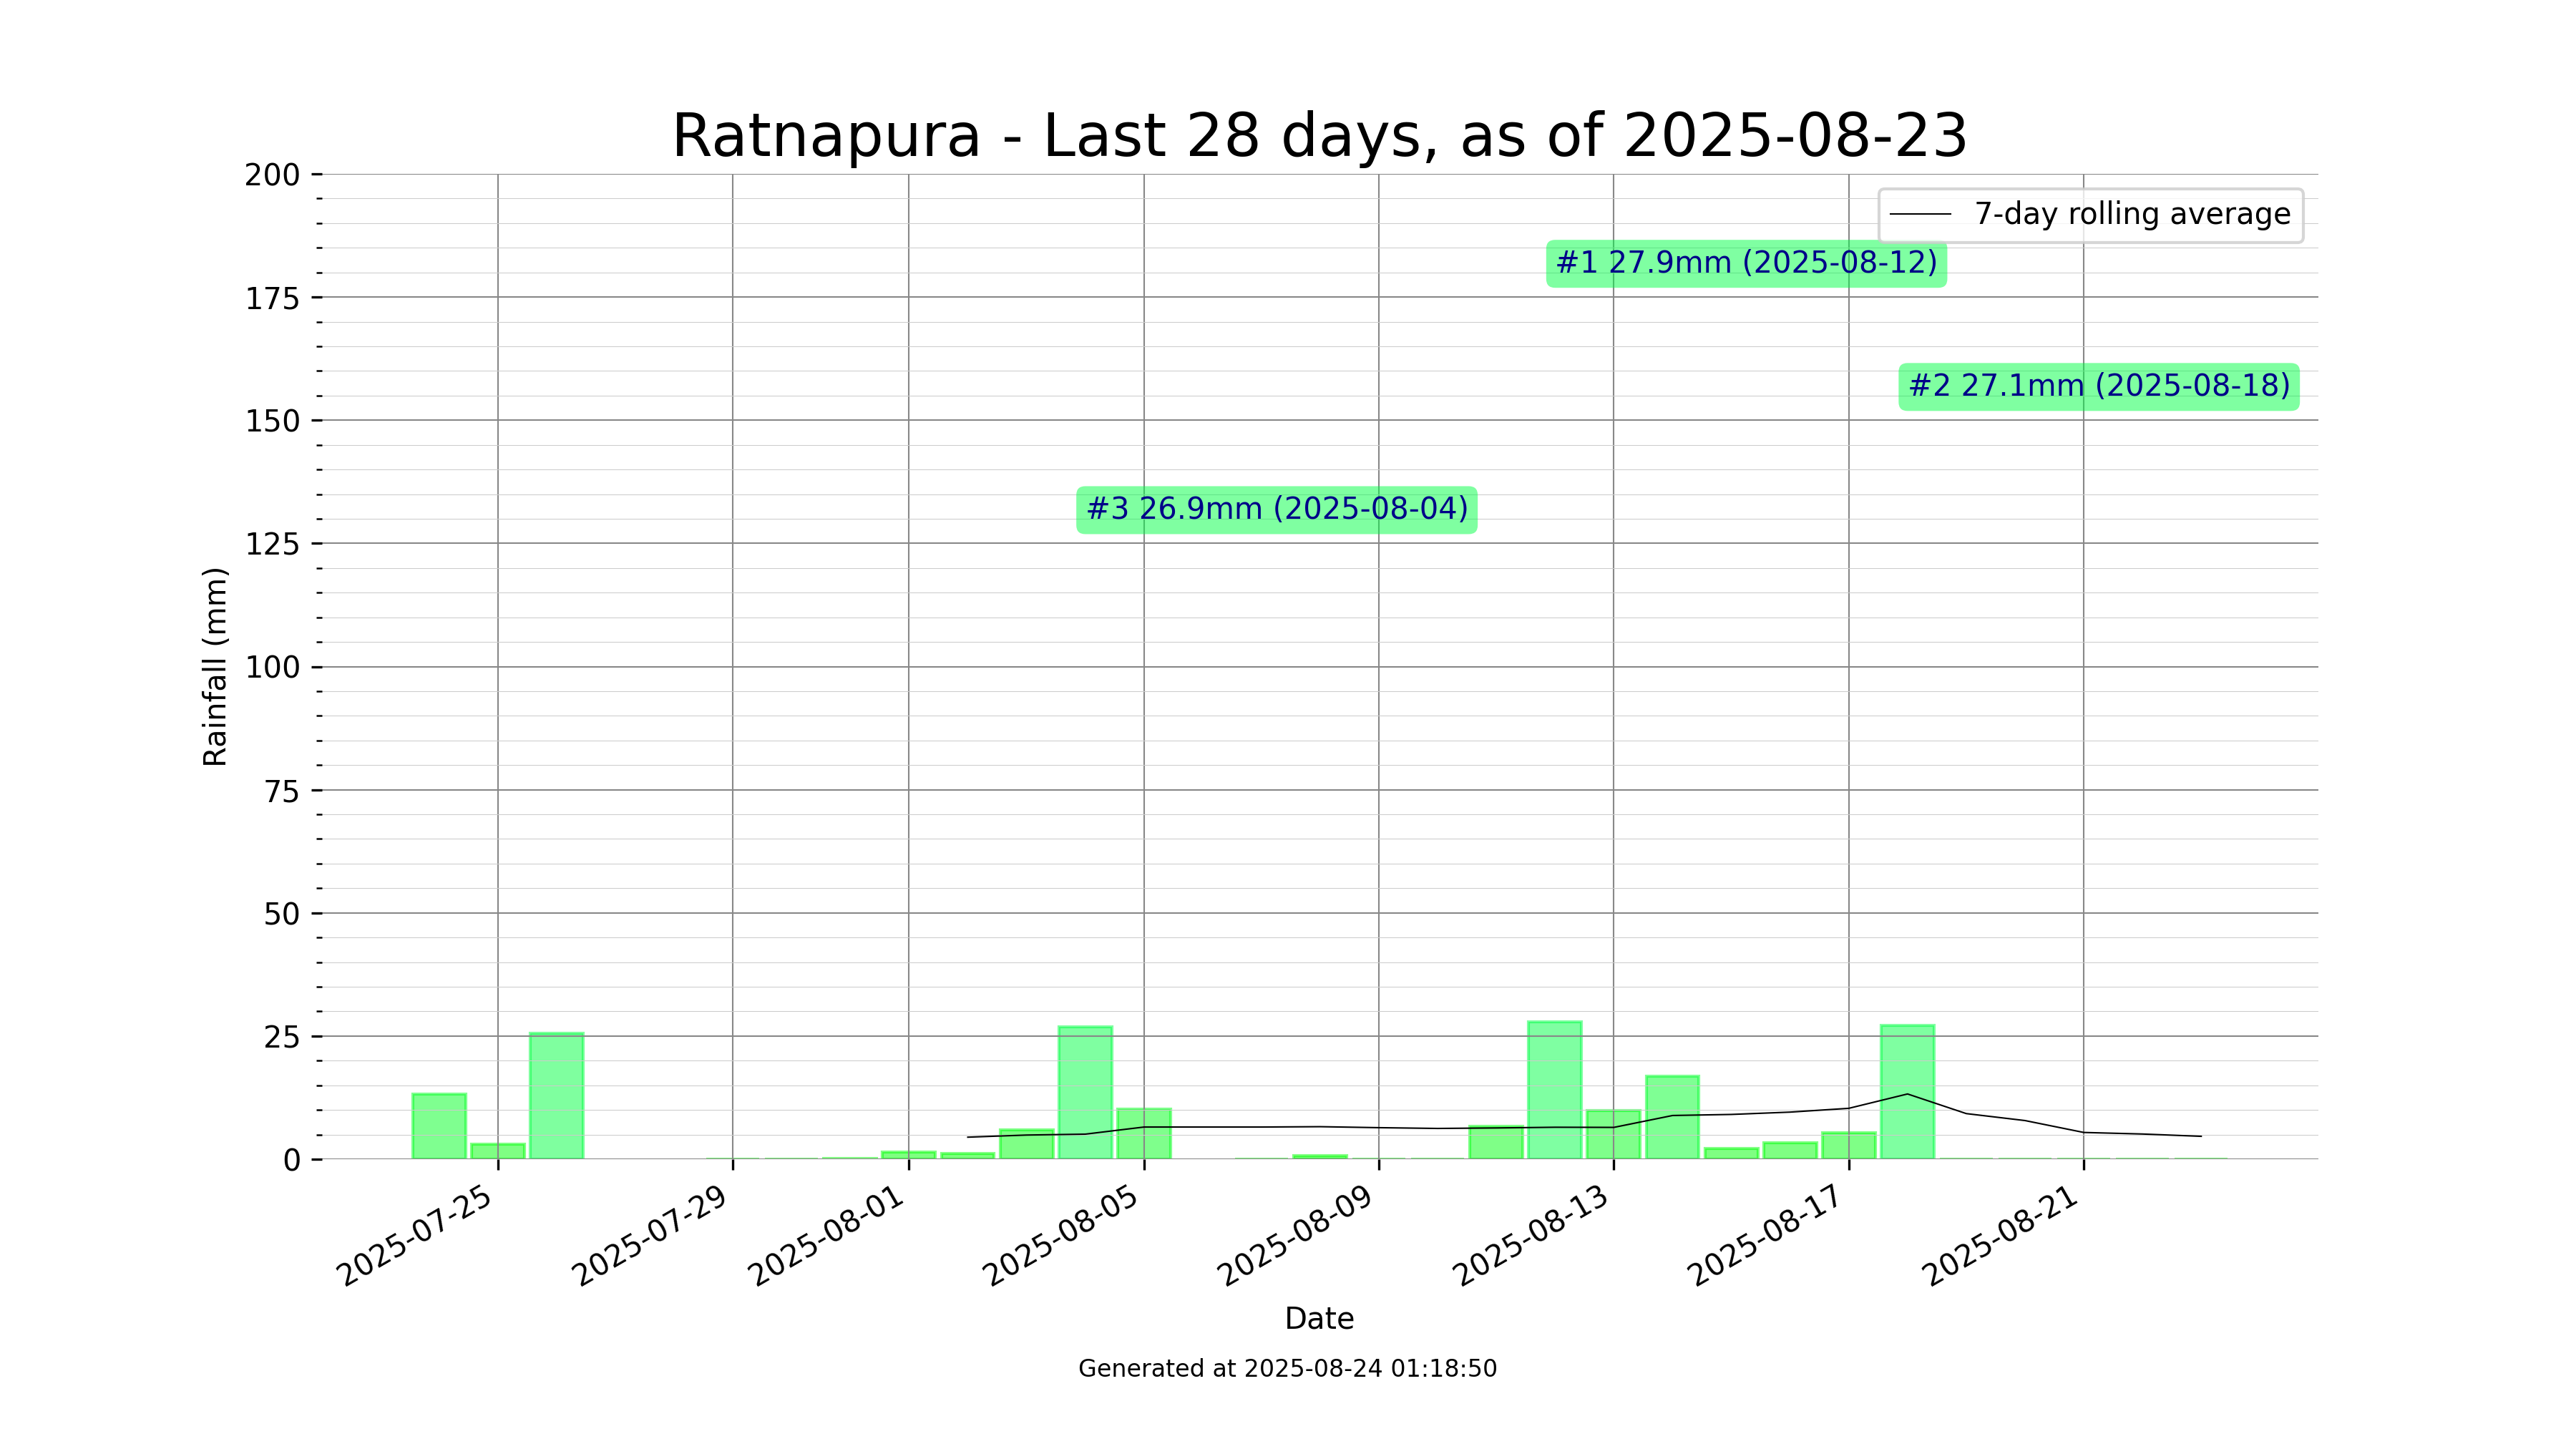 Ratnapura - Last 28 days, as of 2025-08-23
7-day rolling average
#1 27.9mm (2025-08-12)
#2 27.1mm (2025-08-18)
#3 26.9mm (2025-08-04)
Rainfall (mm)
200
175
150
125
100
75
50
25
0
2025-07-25
2025-07-29
2025-08-01
2025-08-05
2025-08-09
2025-08-13
2025-08-17
2025-08-21
Date
Generated at 2025-08-24 01:18:50